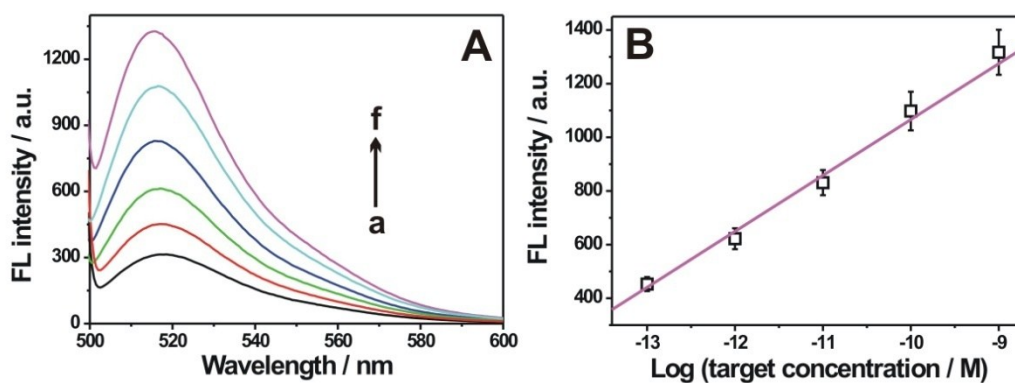 A
FL intensity / a.u.
1200
900
600
300
0
f
a
500 520 540 560 580 600
Wavelength / nm
B
FL intensity / a.u.
1400
1200
1000
800
600
400
-13 -12 -11 -10 -9
Log (target concentration / M)